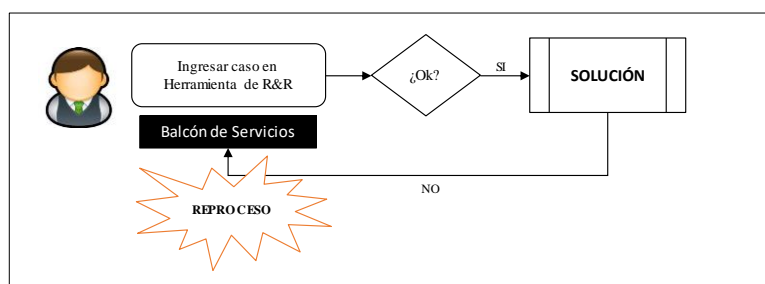 Ingresar caso en
Herramienta de R&R
¿Ok?
SI
SOLUCIÓN
Balcón de Servicios
NO
REPROCESO